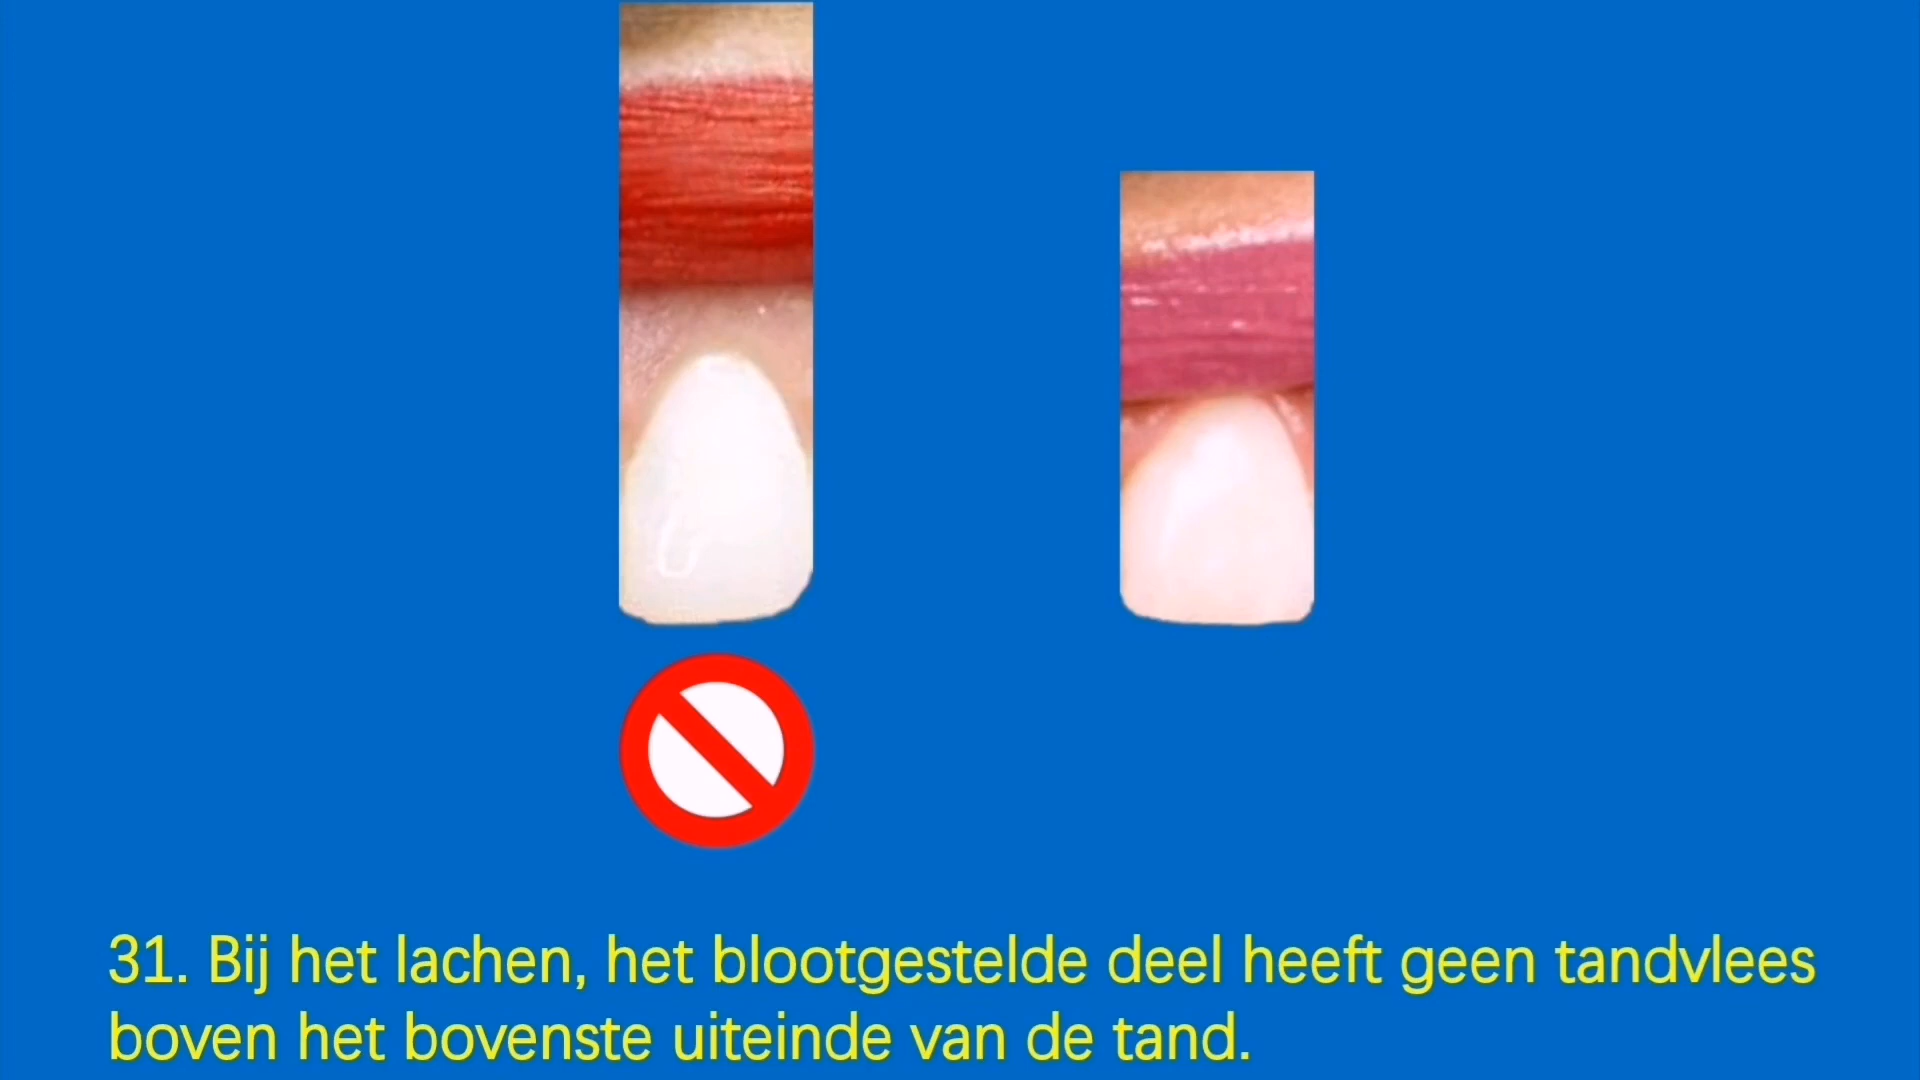 31. Bij het lachen, het blootgestelde deel heeft geen tandvlees
boven het bovenste uiteinde van de tand.